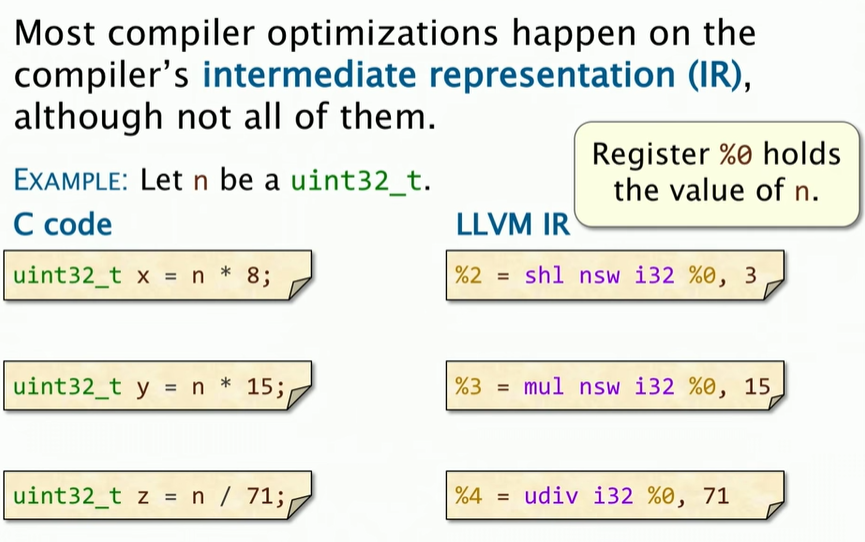 Most compiler optimizations happen on the
compiler’s intermediate representation (IR),
although not all of them.
Register %0 holds
the value of n.
EXAMPLE: Let n be a uint32_t.
C code
LLVM IR
uint32_t x = n * 8;
%2 = shl nsw i32 %0, 3
uint32_t y = n * 15;
%3 = mul nsw i32 %0, 15
uint32_t z = n / 71;
%4 = udiv i32 %0, 71